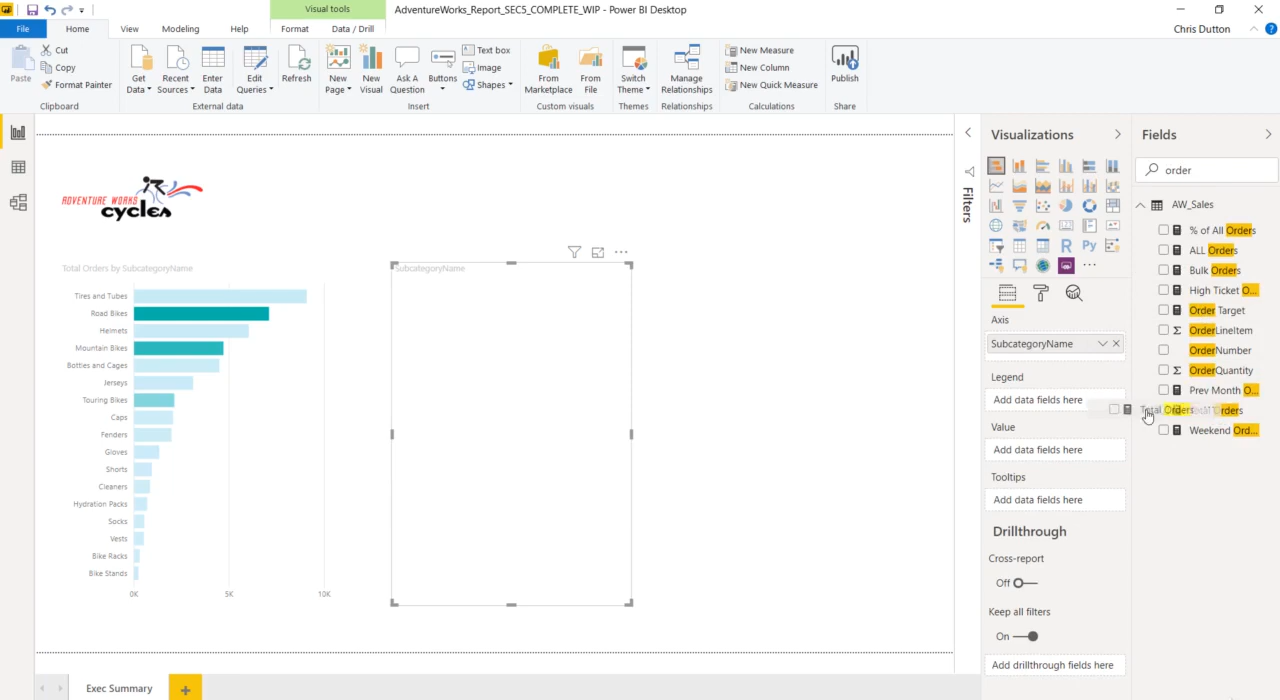 Visual tools
AdventureWorks_Report_SEC5_COMPLETE_WIP - Power BI Desktop
File
Home
View
Modeling
Help
Format
Data / Drill
Chris Dutton
Paste
Cut
Copy
Format Painter
Clipboard
Get Data
Recent Sources
Enter Data
Edit Queries
Refresh
External data
New Page
New Visual
Ask A Question
Buttons
Text box
Image
Shapes
Insert
From Marketplace
From File
Custom visuals
Switch Theme
Themes
Manage Relationships
Relationships
New Measure
New Column
New Quick Measure
Calculations
Publish
Share
ADVENTURE WORKS
cycles
Total Orders by SubcategoryName
Tires and Tubes
Road Bikes
Helmets
Mountain Bikes
Bottles and Cages
Jerseys
Touring Bikes
Caps
Fenders
Gloves
Shorts
Cleaners
Hydration Packs
Socks
Vests
Bike Racks
Bike Stands
0K
5K
10K
SubcategoryName
Filters
Visualizations
R
Py
Axis
SubcategoryName
Legend
Add data fields here
Value
Add data fields here
Tooltips
Add data fields here
Drillthrough
Cross-report
Off
Keep all filters
On
Add drillthrough fields here
Fields
order
AW_Sales
% of All Orders
ALL Orders
Bulk Orders
High Ticket O...
Order Target
OrderLineItem
OrderNumber
OrderQuantity
Prev Month O...
Total Orders
Weekend Ord...
Exec Summary